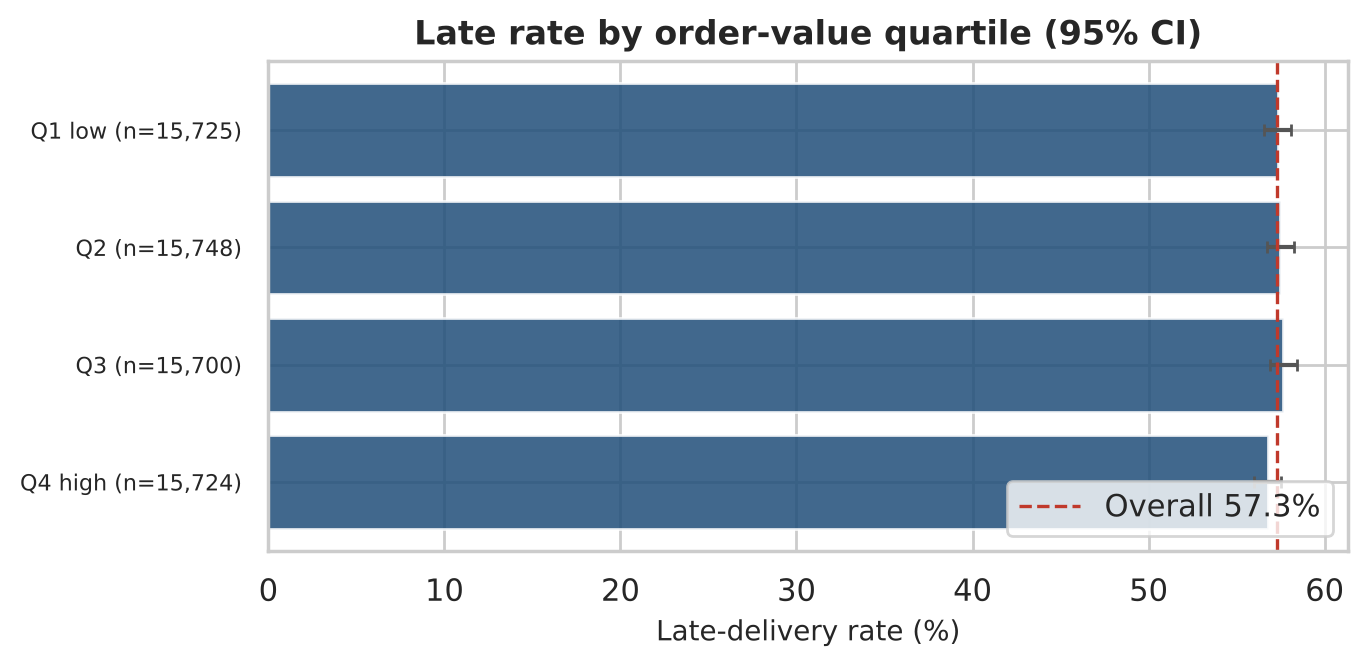 Late rate by order-value quartile (95% CI)
Q1 low (n=15,725)
Q2 (n=15,748)
Q3 (n=15,700)
Q4 high (n=15,724)
Overall 57.3%
0 10 20 30 40 50 60
Late-delivery rate (%)